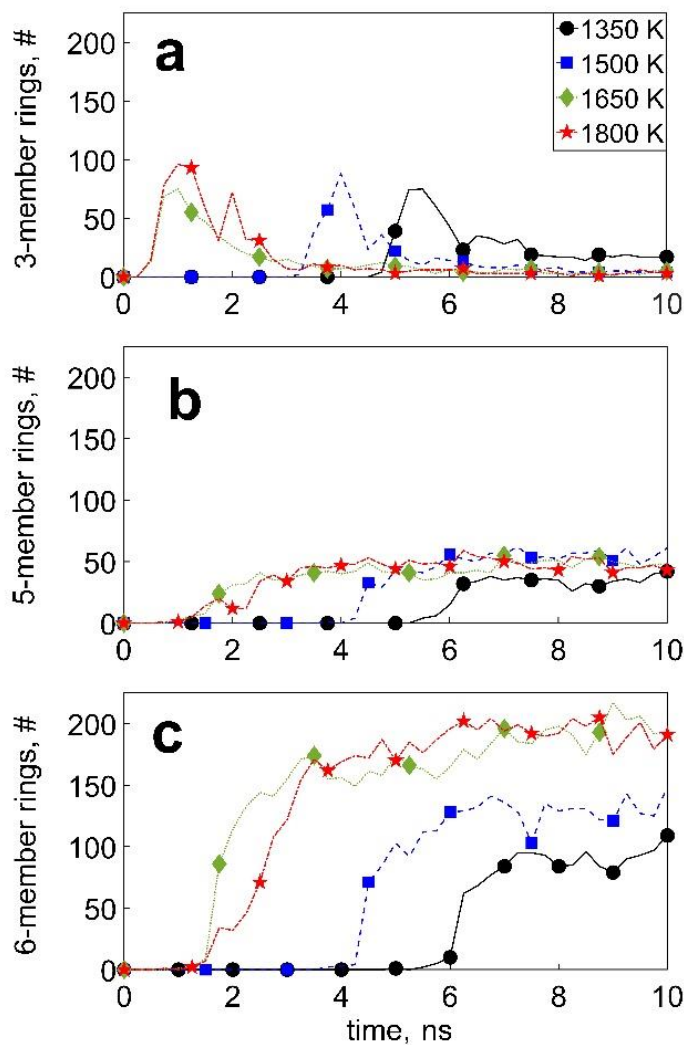 a
1350 K
1500 K
1650 K
1800 K
3-member rings, #
200
150
100
50
0
0 2 4 6 8 10
b
5-member rings, #
200
150
100
50
0
0 2 4 6 8 10
c
6-member rings, #
200
150
100
50
0
0 2 4 6 8 10
time, ns